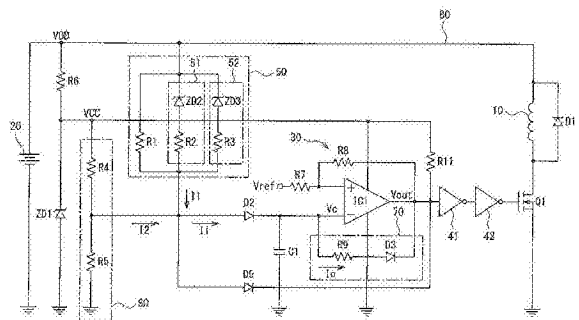 80
VDD
51
52
50
R6
VCC
ZD2
ZD3
10
D1
20
R1
R2
R3
30
R8
R11
R4
R7
Vref
ZD1
I1
IC1
Vout
Vc
70
Q1
I2
Ii
D2
41
42
R5
C1
R9
D3
Io
D5
60